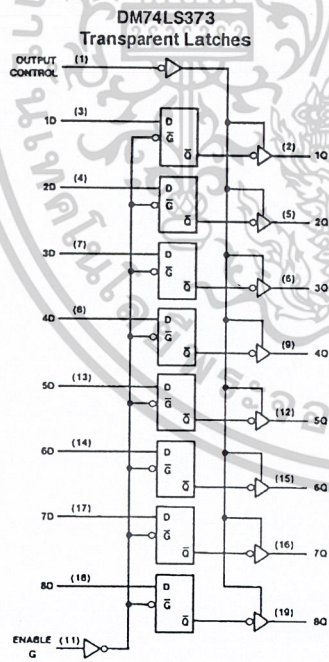 DM74LS373
Transparent Latches
OUTPUT CONTROL (1)
1D (3) D G̅ Q̅ (2) 1Q
2D (4) D G̅ Q̅ (5) 2Q
3D (7) D G̅ Q̅ (6) 3Q
4D (8) D G̅ Q̅ (9) 4Q
5D (13) D G̅ Q̅ (12) 5Q
6D (14) D G̅ Q̅ (15) 6Q
7D (17) D G̅ Q̅ (16) 7Q
8D (18) D G̅ Q̅ (19) 8Q
ENABLE G (11)